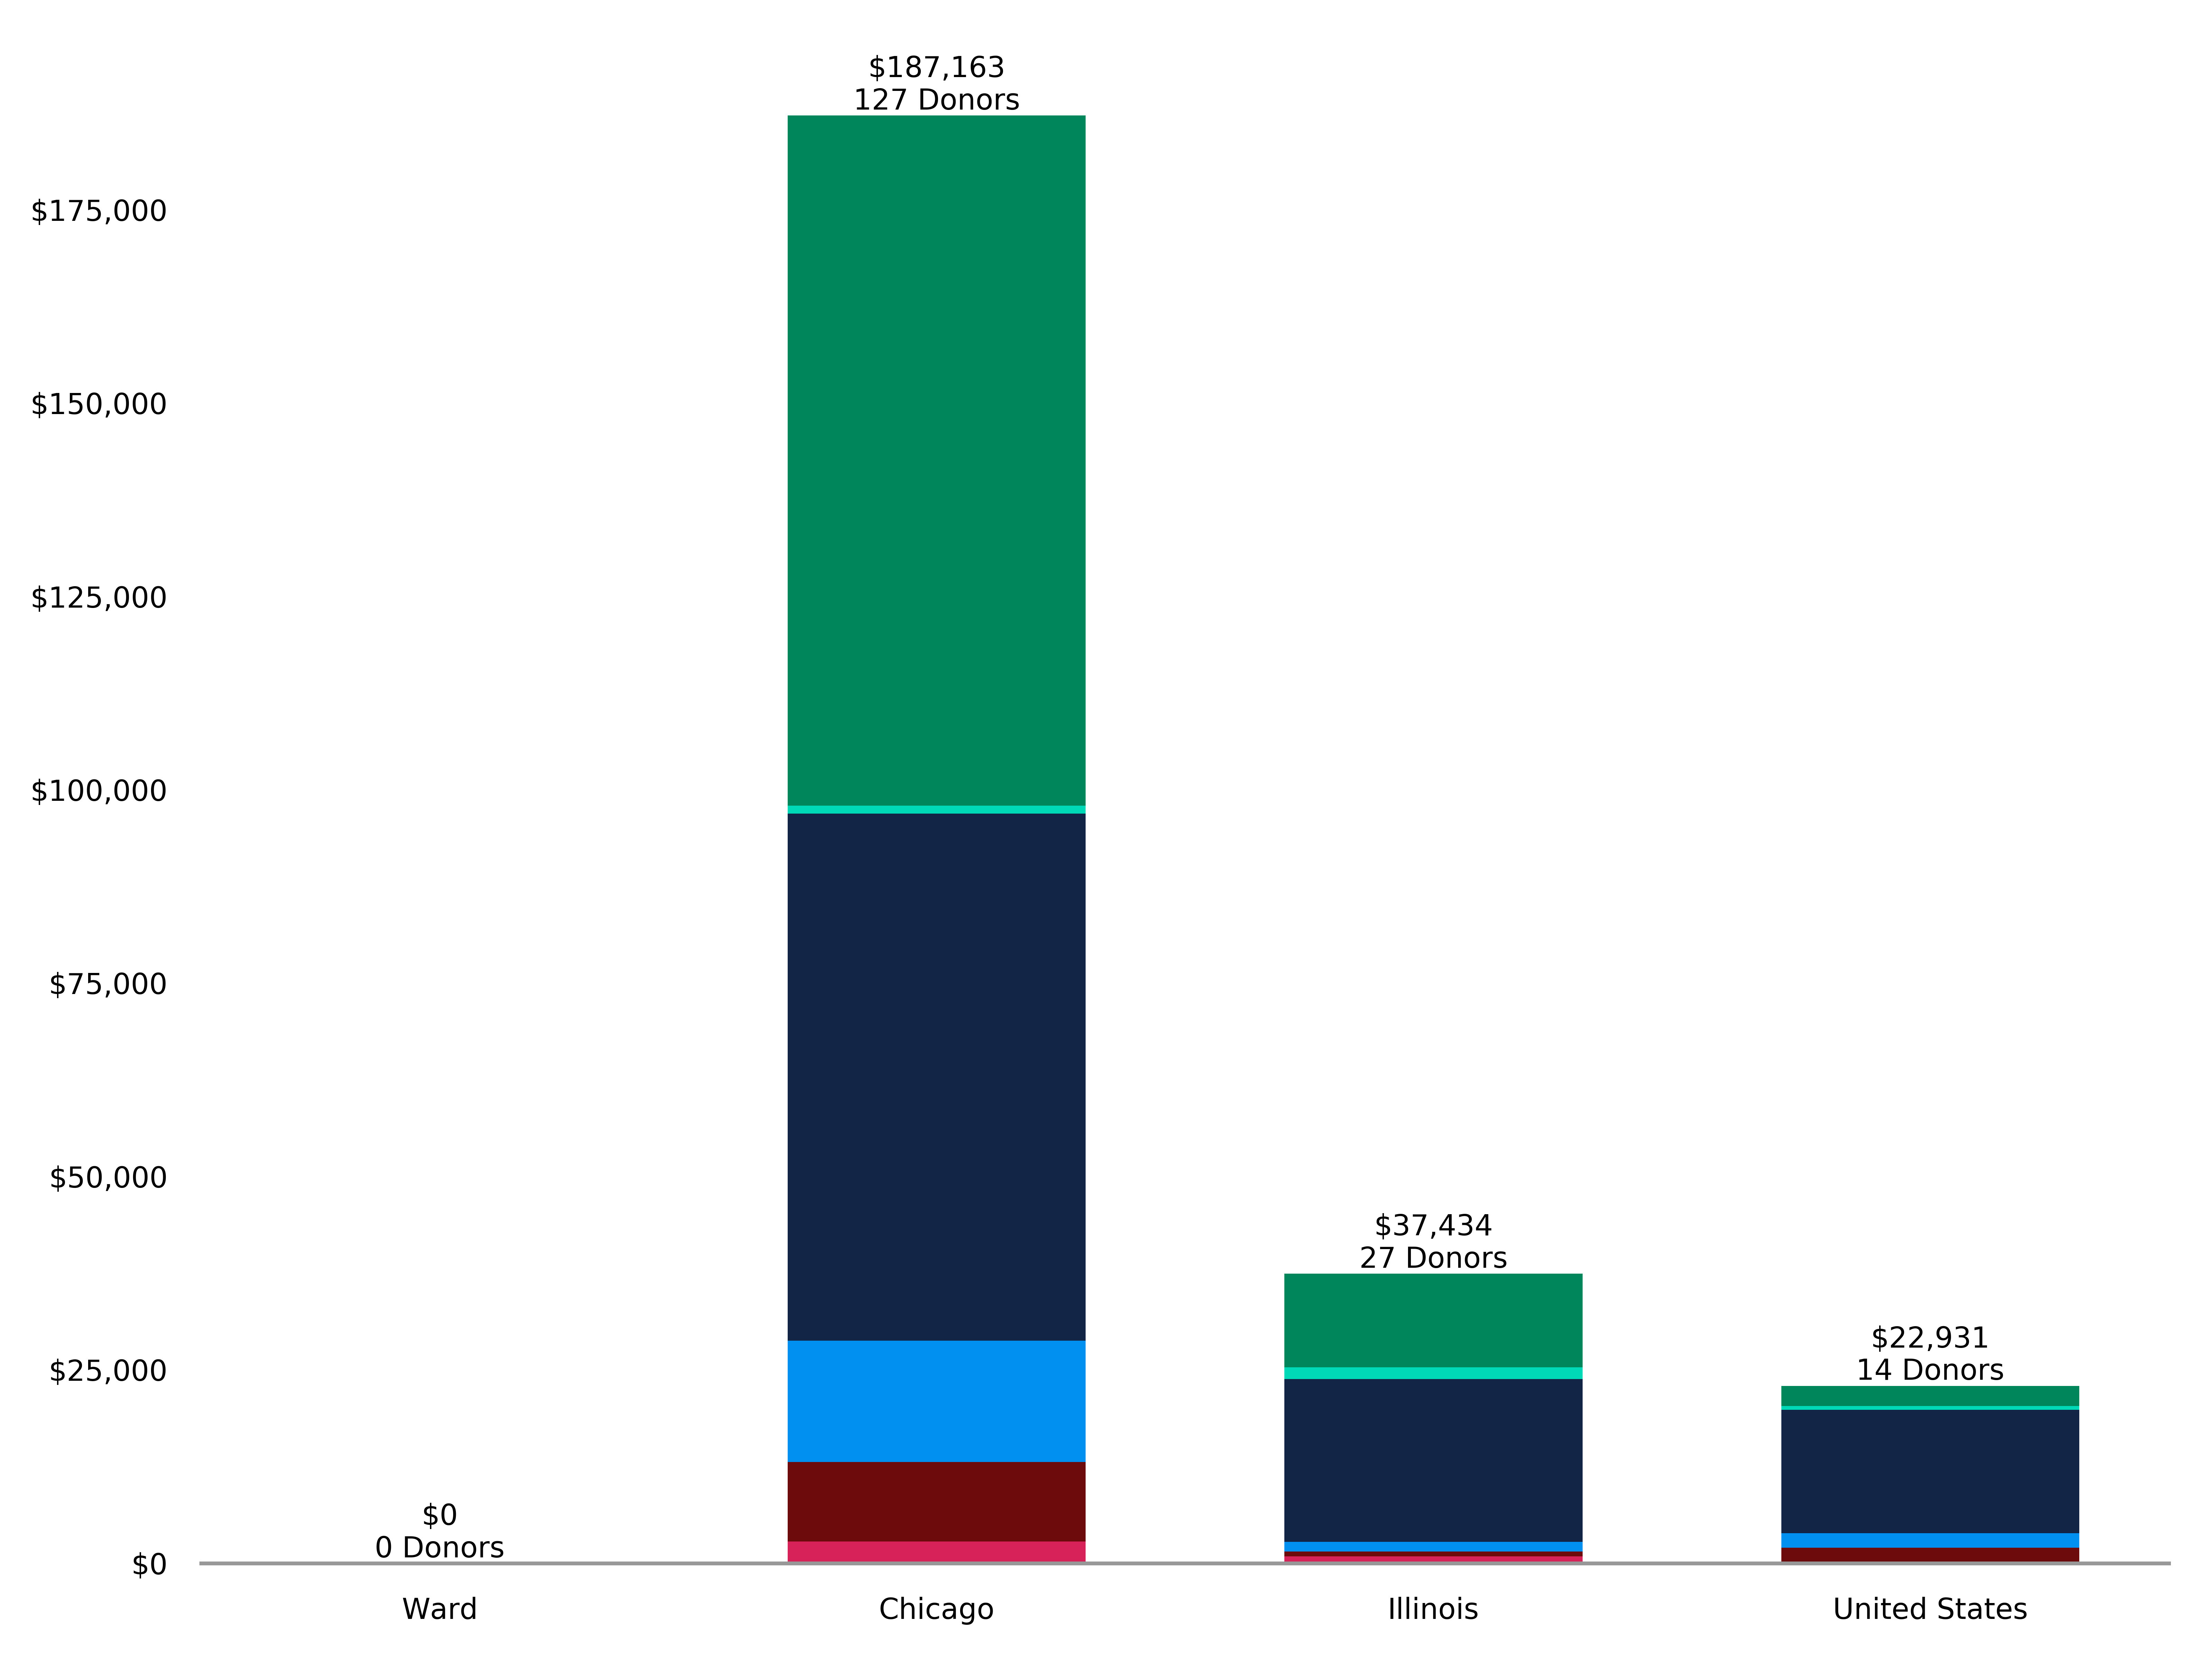 $187,163
127 Donors
$175,000
$150,000
$125,000
$100,000
$75,000
$50,000
$25,000
$0
$0
0 Donors
$37,434
27 Donors
$22,931
14 Donors
Ward
Chicago
Illinois
United States